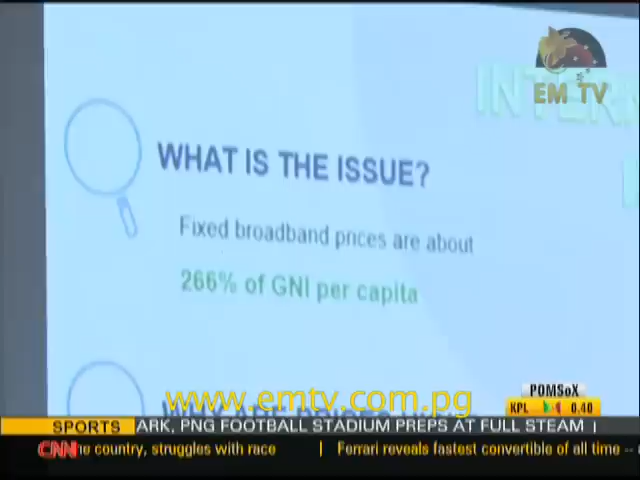 INTERN
EM TV
WHAT IS THE ISSUE?
Fixed broadband prices are about
266% of GNI per capita
www.emtv.com.pg
POMSoX
KPL 0.40
SPORTS ARK, PNG FOOTBALL STADIUM PREPS AT FULL STEAM |
CNN e country, struggles with race | Ferrari reveals fastest convertible of all time --